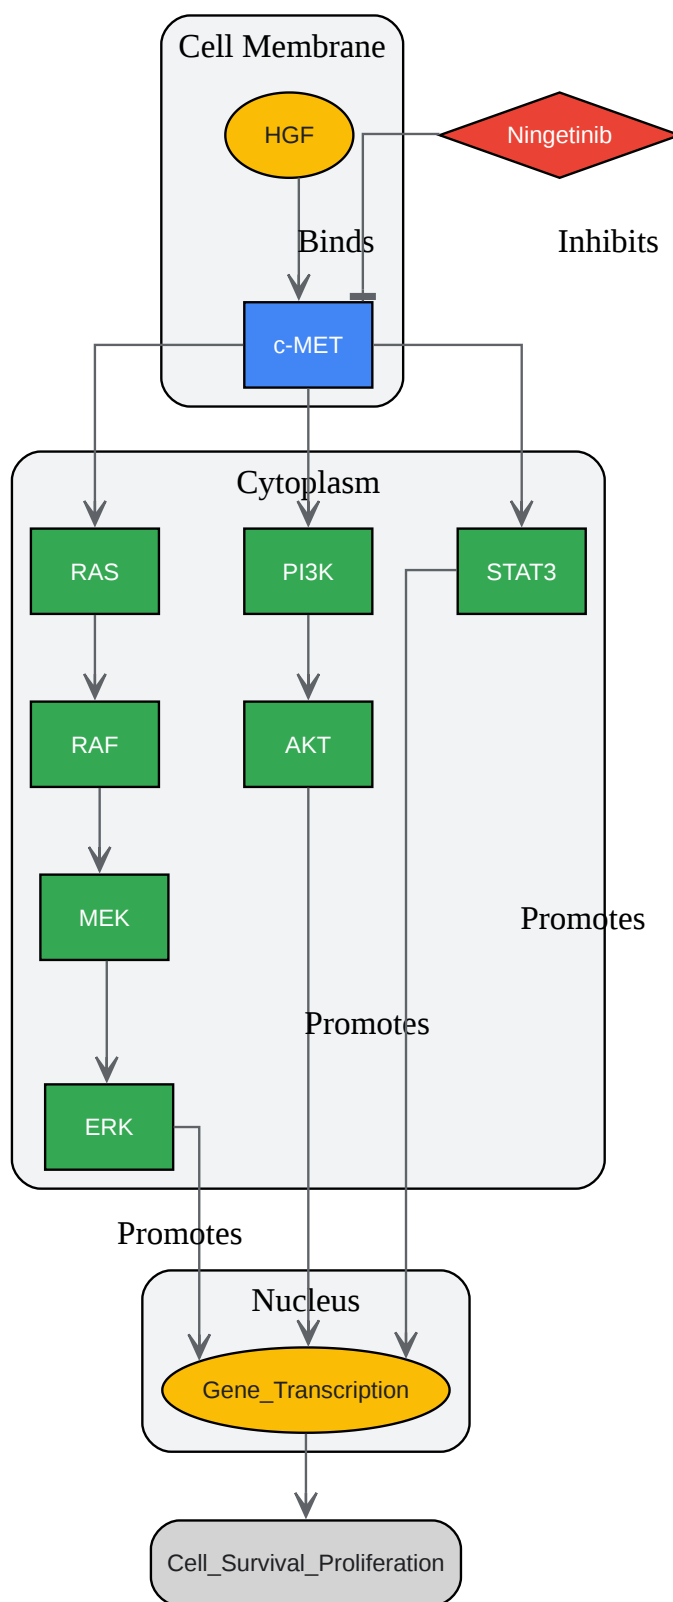 Cell Membrane
HGF
Ningetinib
Binds
Inhibits
c-MET
Cytoplasm
RAS
PI3K
STAT3
RAF
AKT
MEK
Promotes
Promotes
ERK
Promotes
Nucleus
Gene_Transcription
Cell_Survival_Proliferation